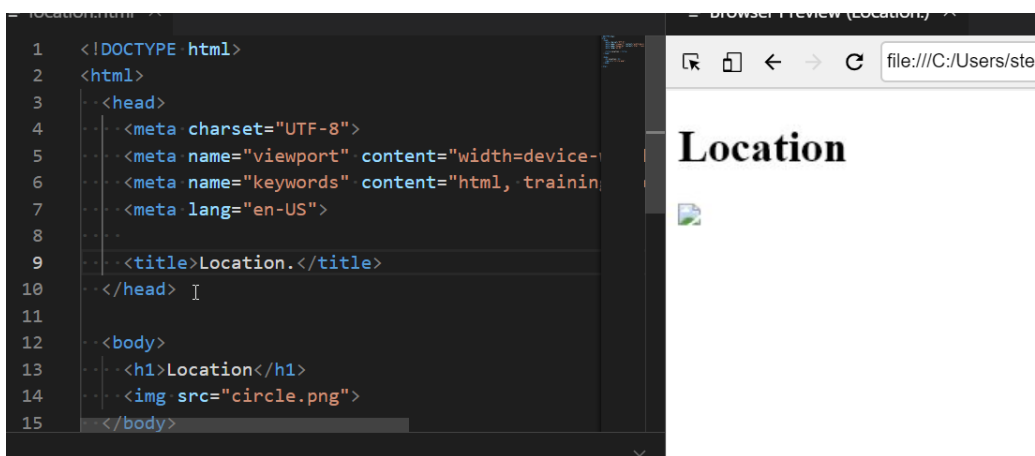 location.html
Browser Preview (Location.)
file:///C:/Users/ste
1 <!DOCTYPE html>
2 <html>
3 <head>
4 <meta charset="UTF-8">
5 <meta name="viewport" content="width=device-
6 <meta name="keywords" content="html, training
7 <meta lang="en-US">
8
9 <title>Location.</title>
10 </head>
11
12 <body>
13 <h1>Location</h1>
14 <img src="circle.png">
15 </body>
Location